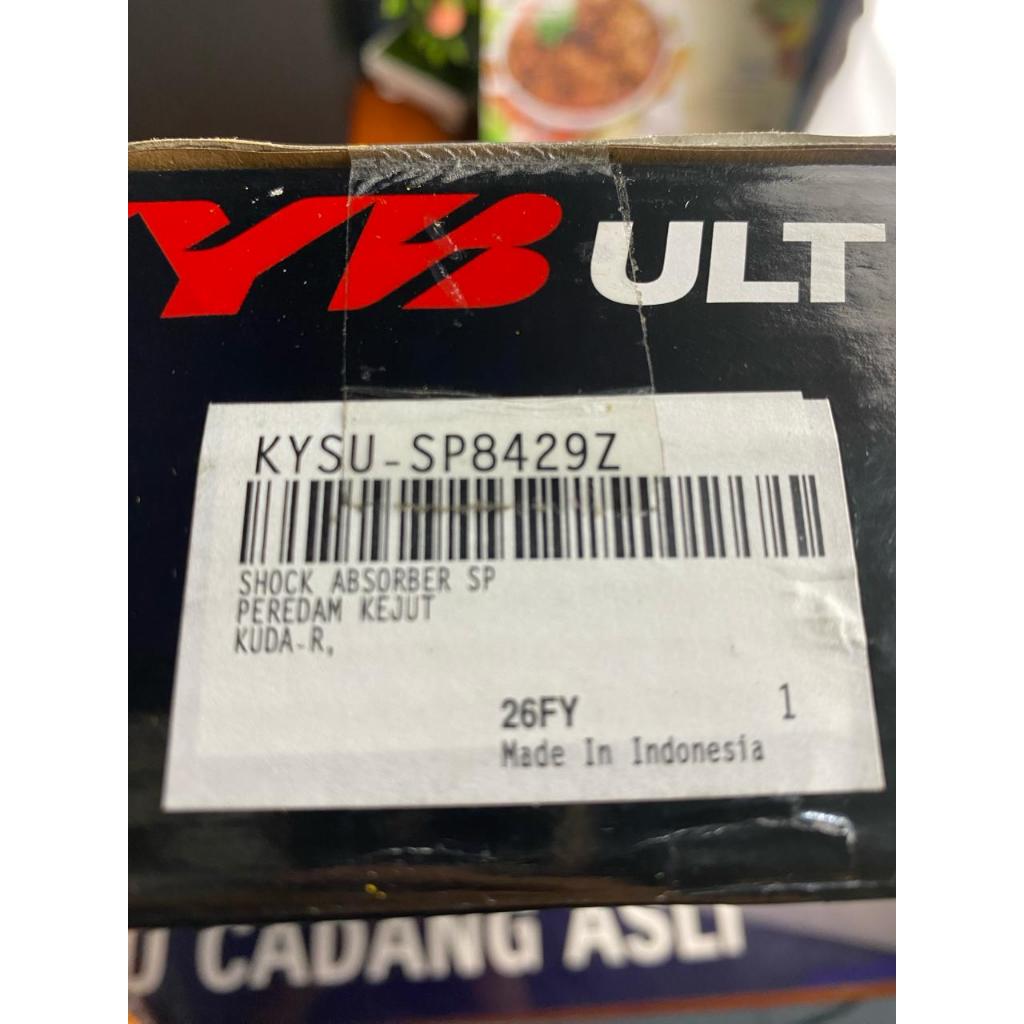 YB ULT
KYSU-SP8429Z
SHOCK ABSORBER SP
PEREDAM KEJUT
KUDA-R,
26FY 1
Made In Indonesia
U CADANG ASLI